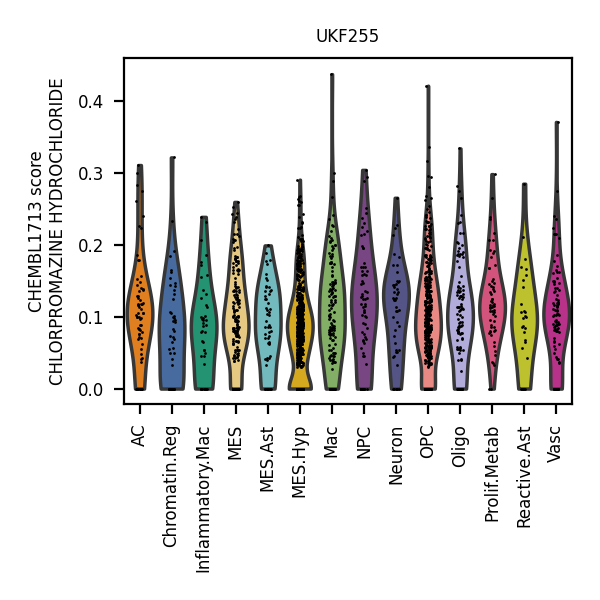 UKF255
CHEMBL1713 score
CHLORPROMAZINE HYDROCHLORIDE
0.4
0.3
0.2
0.1
0.0
AC
Chromatin.Reg
Inflammatory.Mac
MES
MES.Ast
MES.Hyp
Mac
NPC
Neuron
OPC
Oligo
Prolif.Metab
Reactive.Ast
Vasc